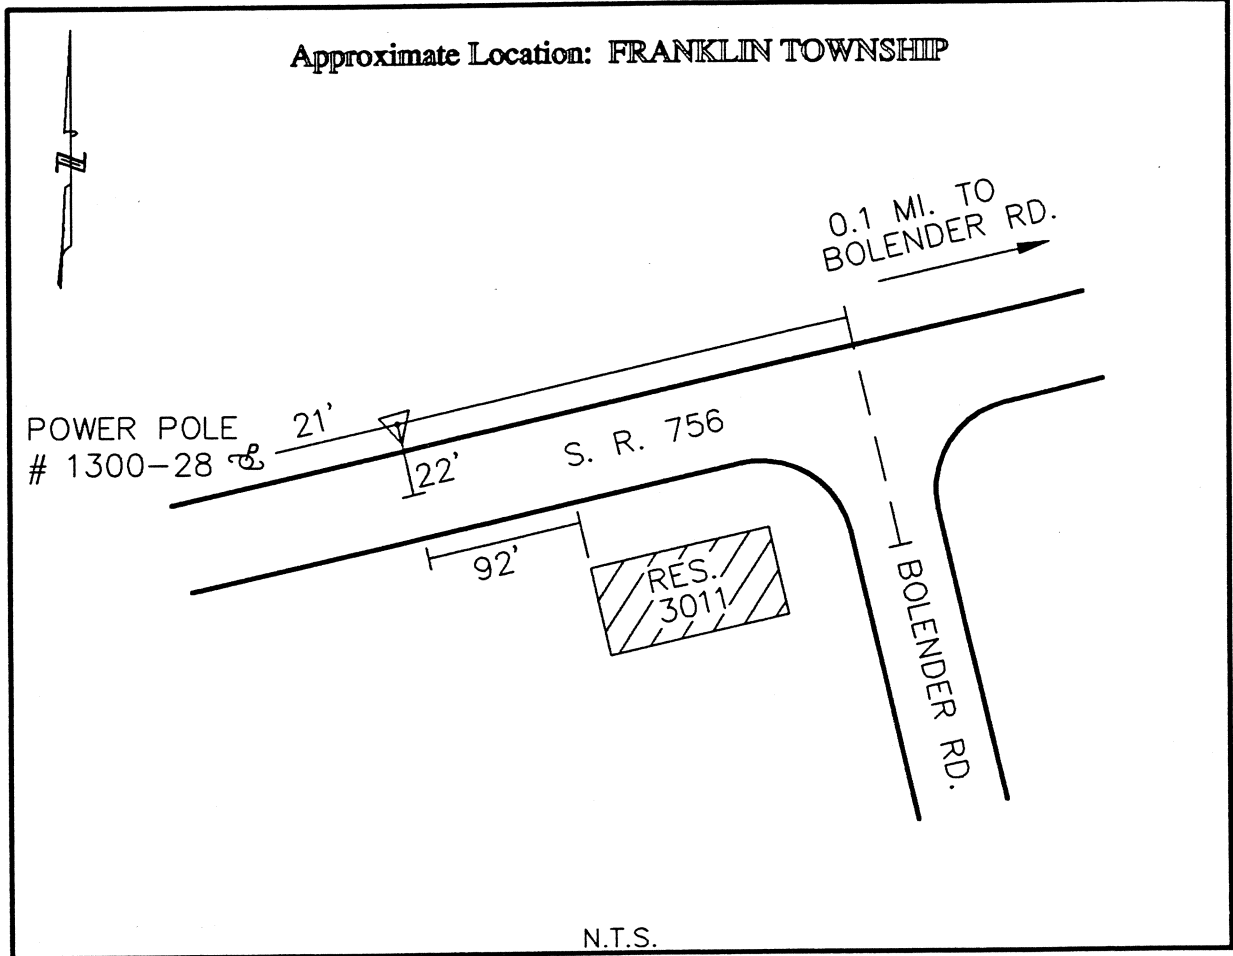 Approximate Location: FRANKLIN TOWNSHIP
N
0.1 MI. TO
BOLENDER RD.
POWER POLE
# 1300-28
21'
22'
S. R. 756
92'
RES.
3011
BOLENDER RD.
N.T.S.